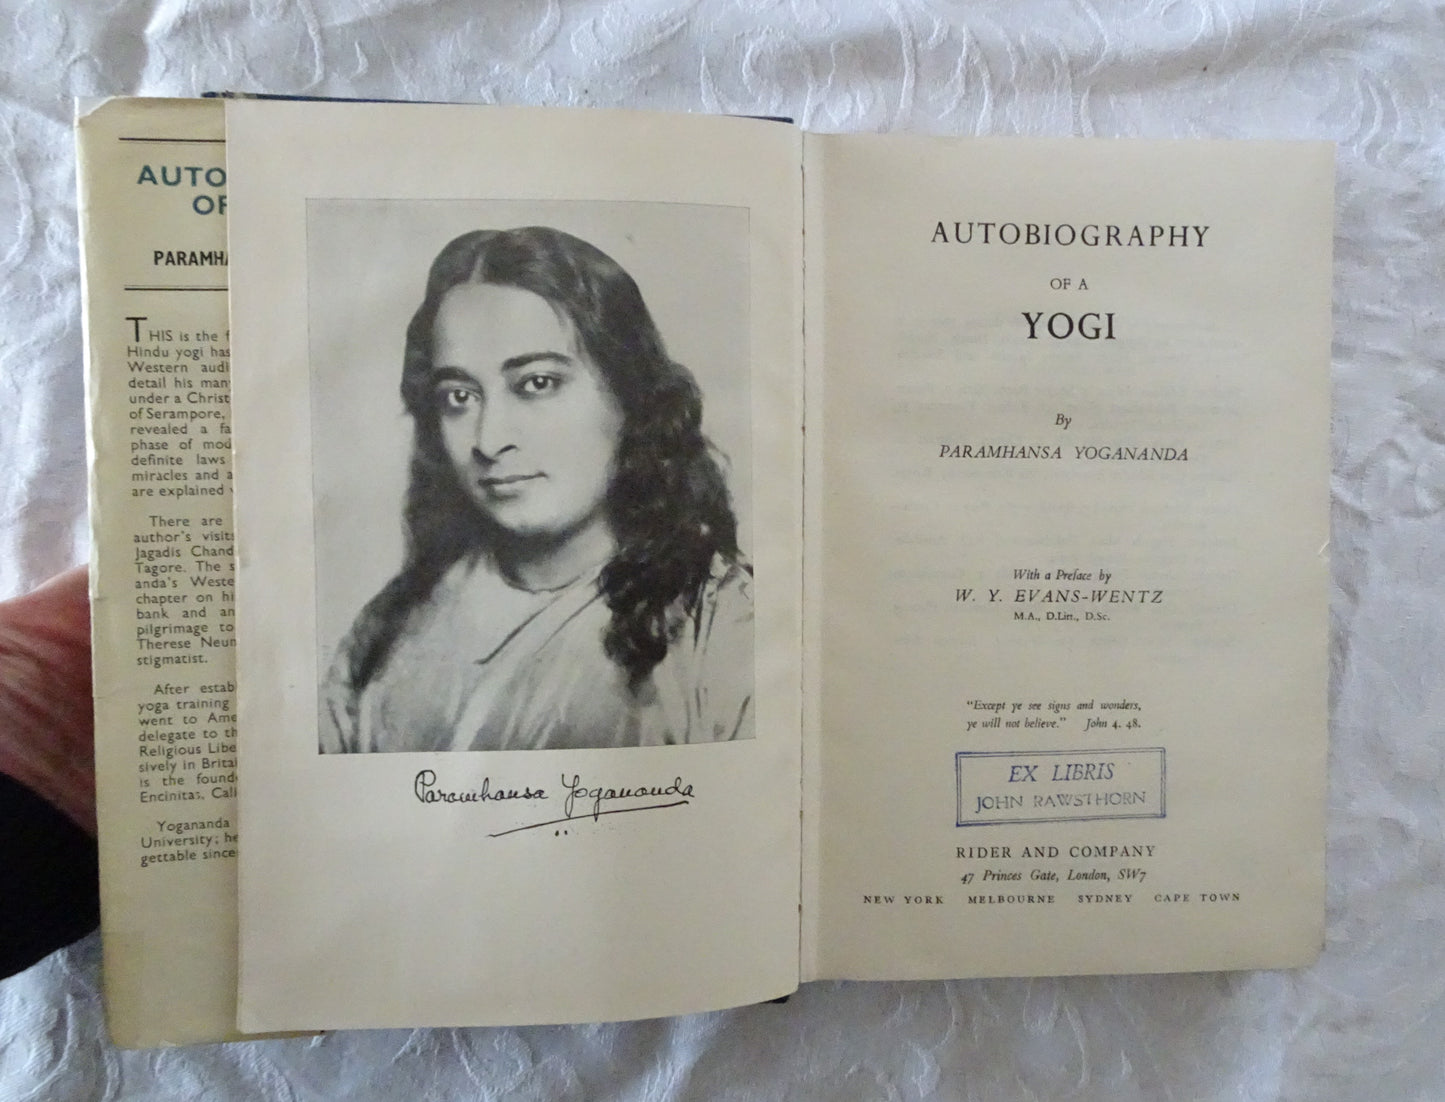 AUTO
OF
PARAMHA
THIS is the f
Hindu yogi has
Western audi
detail his man
under a Christ
of Serampore,
revealed a fa
phase of mod
definite laws
miracles and a
are explained
There are
author's visits
Jagadis Chand
Tagore. The s
anda's Weste
chapter on hi
bank and an
pilgrimage to
Therese Neum
stigmatist.
After estab
yoga training
went to Ame
delegate to th
Religious Libe
sively in Britai
is the found
Encinitas, Cali
Yogananda
University; he
gettable since
Paramhansa Yogananda
AUTOBIOGRAPHY
OF A
YOGI
By
PARAMHANSA YOGANANDA
With a Preface by
W. Y. EVANS-WENTZ
M.A., D.Litt., D.Sc.
"Except ye see signs and wonders,
ye will not believe." John 4. 48.
EX LIBRIS
JOHN RAWSTHORN
RIDER AND COMPANY
47 Princes Gate, London, SW7
NEW YORK MELBOURNE SYDNEY CAPE TOWN